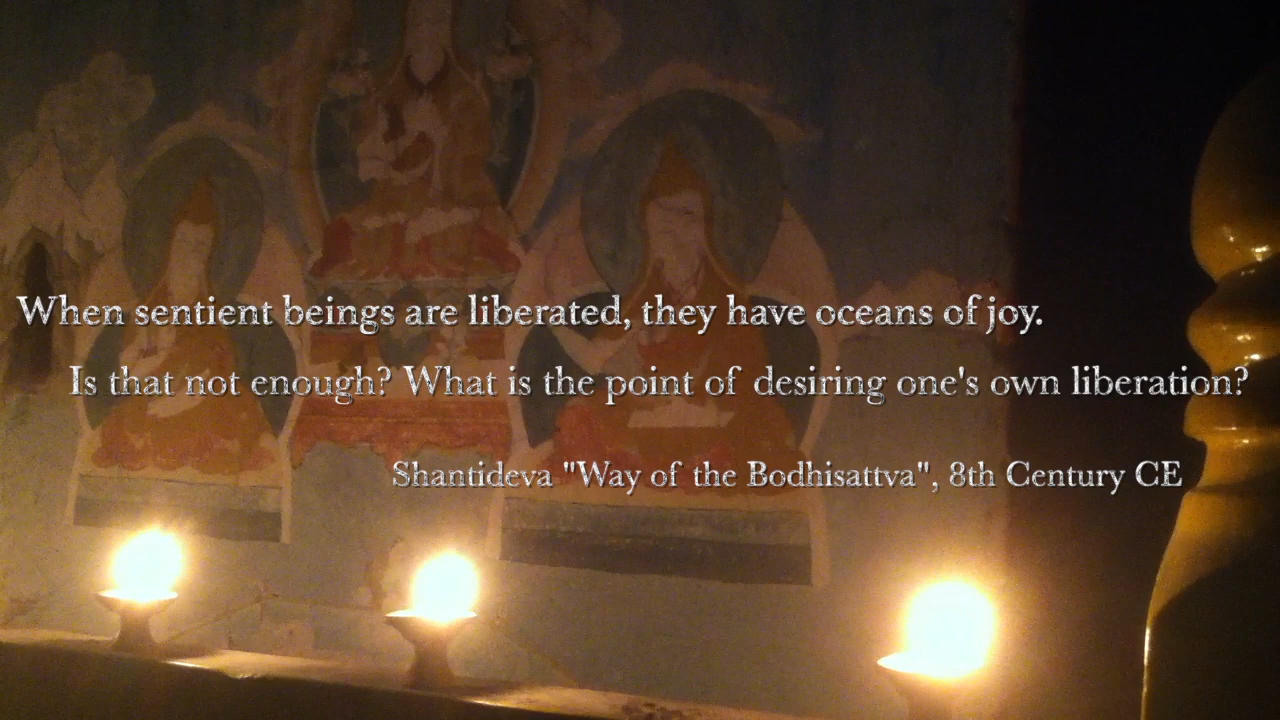 When sentient beings are liberated, they have oceans of joy.
Is that not enough? What is the point of desiring one's own liberation?
Shantideva "Way of the Bodhisattva", 8th Century CE